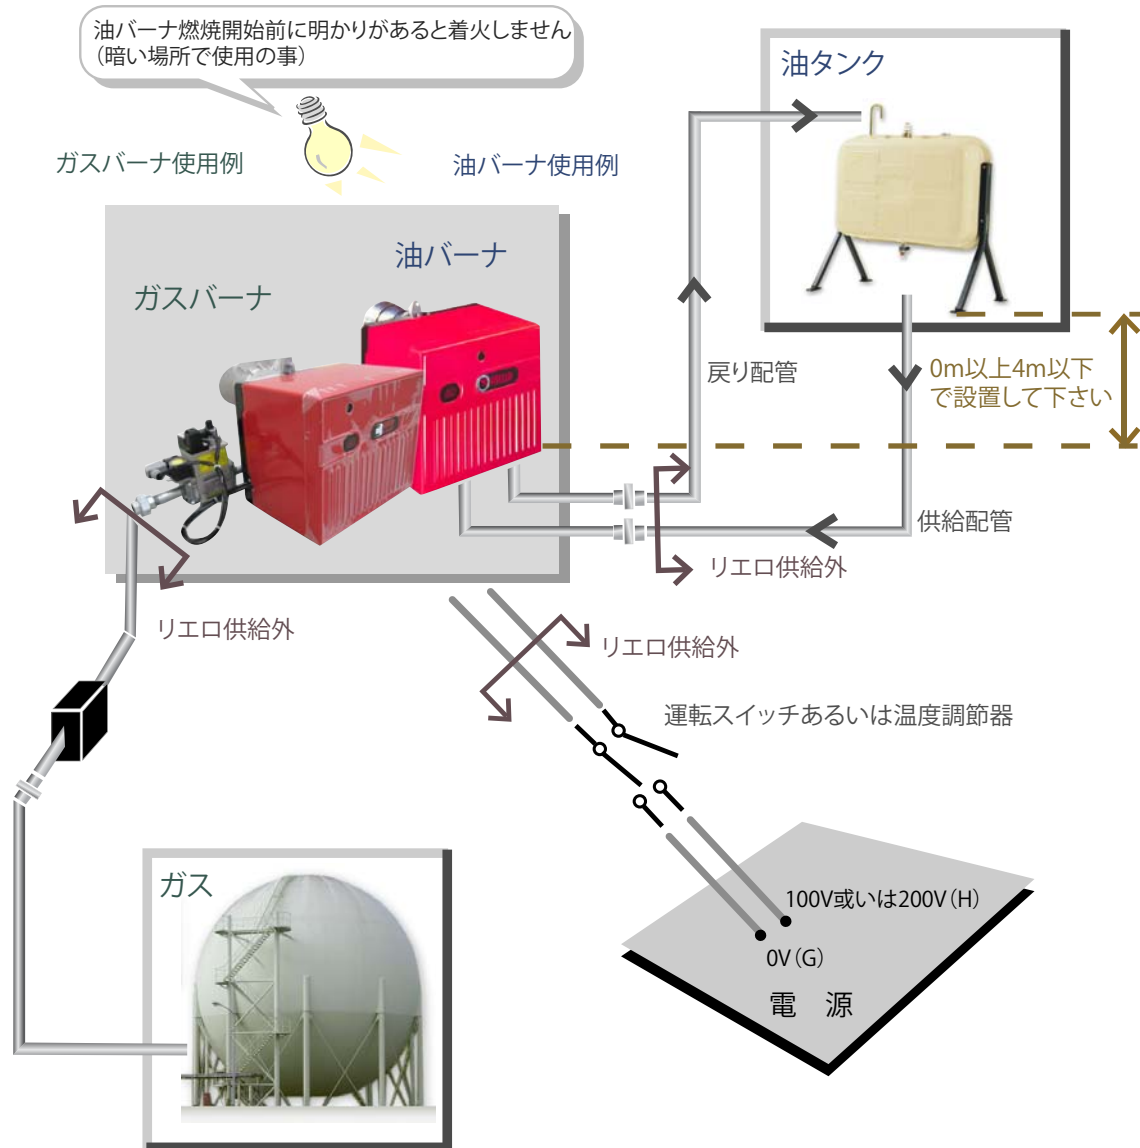 油バーナ燃焼開始前に明かりがあると着火しません
（暗い場所で使用の事）
油タンク
ガスバーナ使用例
油バーナ使用例
油バーナ
ガスバーナ
戻り配管
0m以上4m以下
で設置して下さい
供給配管
リエロ供給外
リエロ供給外
リエロ供給外
運転スイッチあるいは温度調節器
ガス
100V或いは200V（H）
0V（G）
電　源